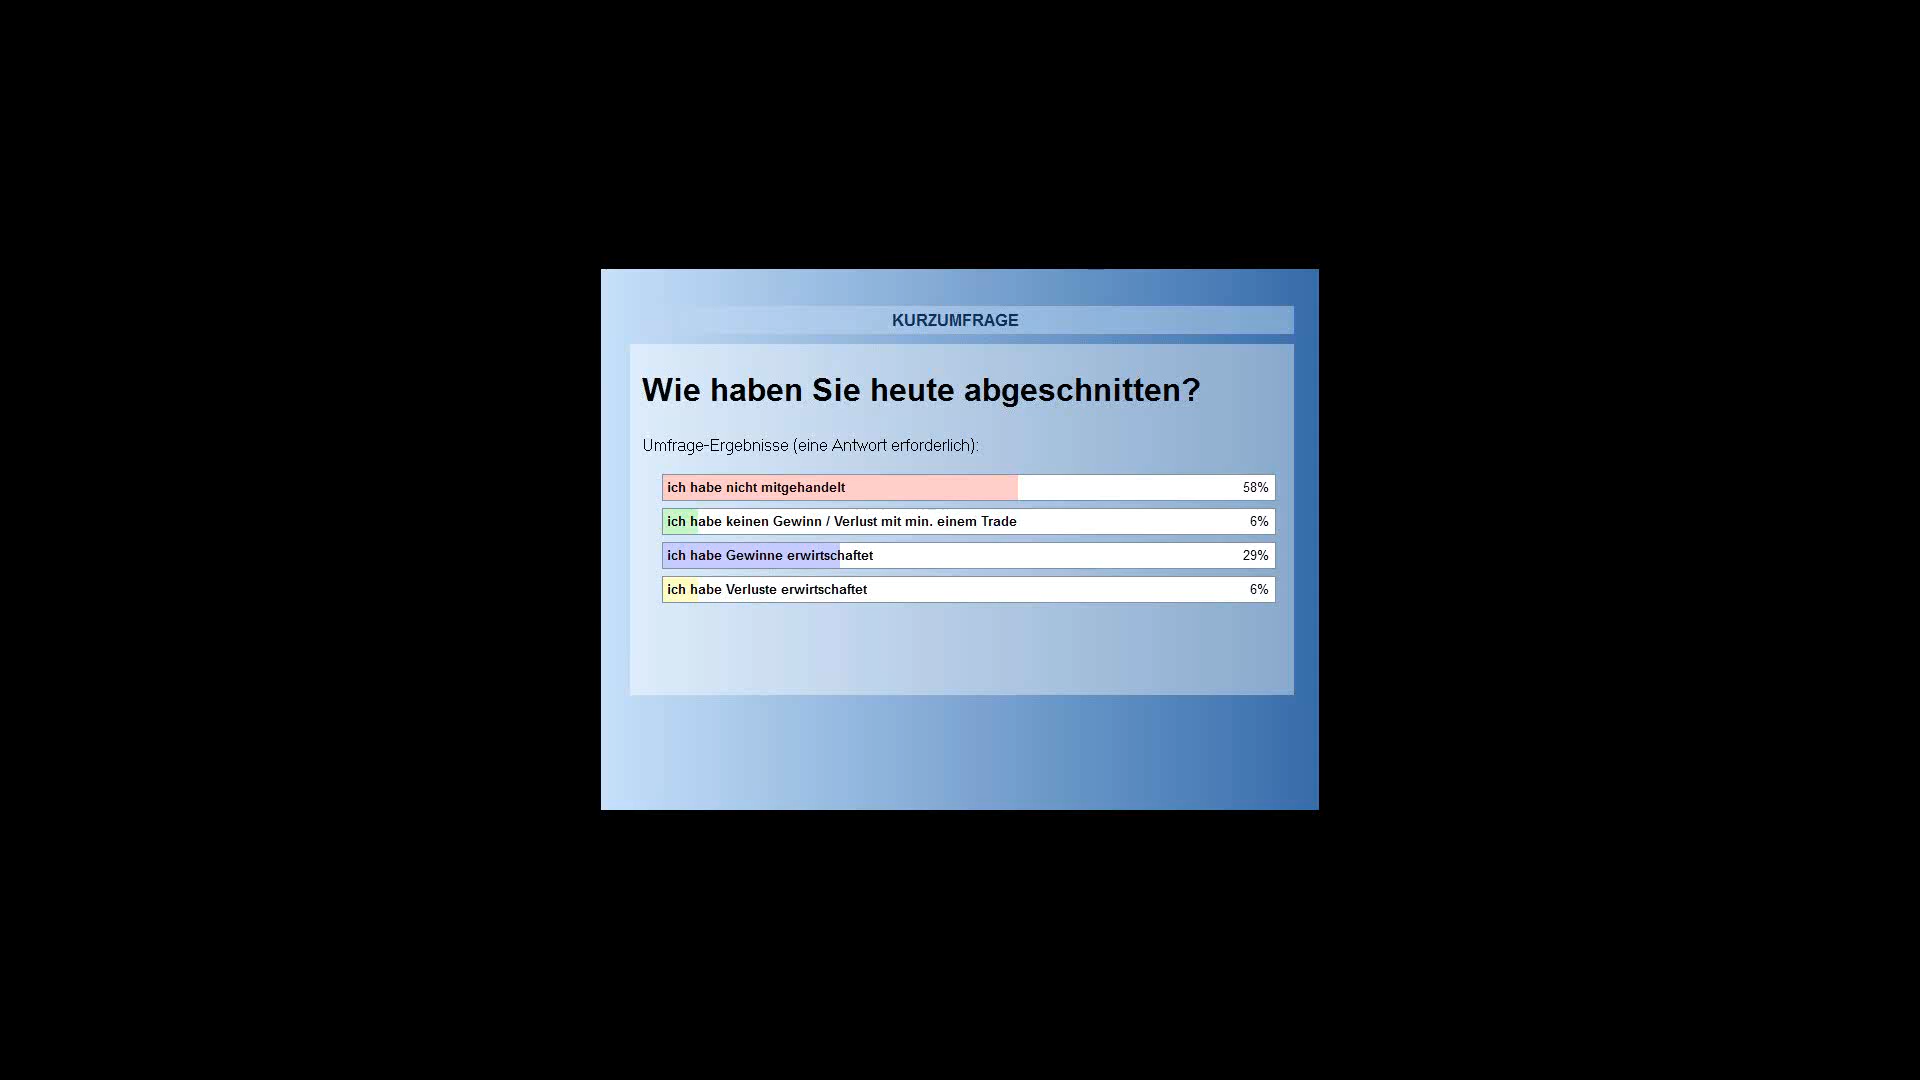 KURZUMFRAGE
Wie haben Sie heute abgeschnitten?
Umfrage-Ergebnisse (eine Antwort erforderlich):
ich habe nicht mitgehandelt 58%
ich habe keinen Gewinn / Verlust mit min. einem Trade 6%
ich habe Gewinne erwirtschaftet 29%
ich habe Verluste erwirtschaftet 6%